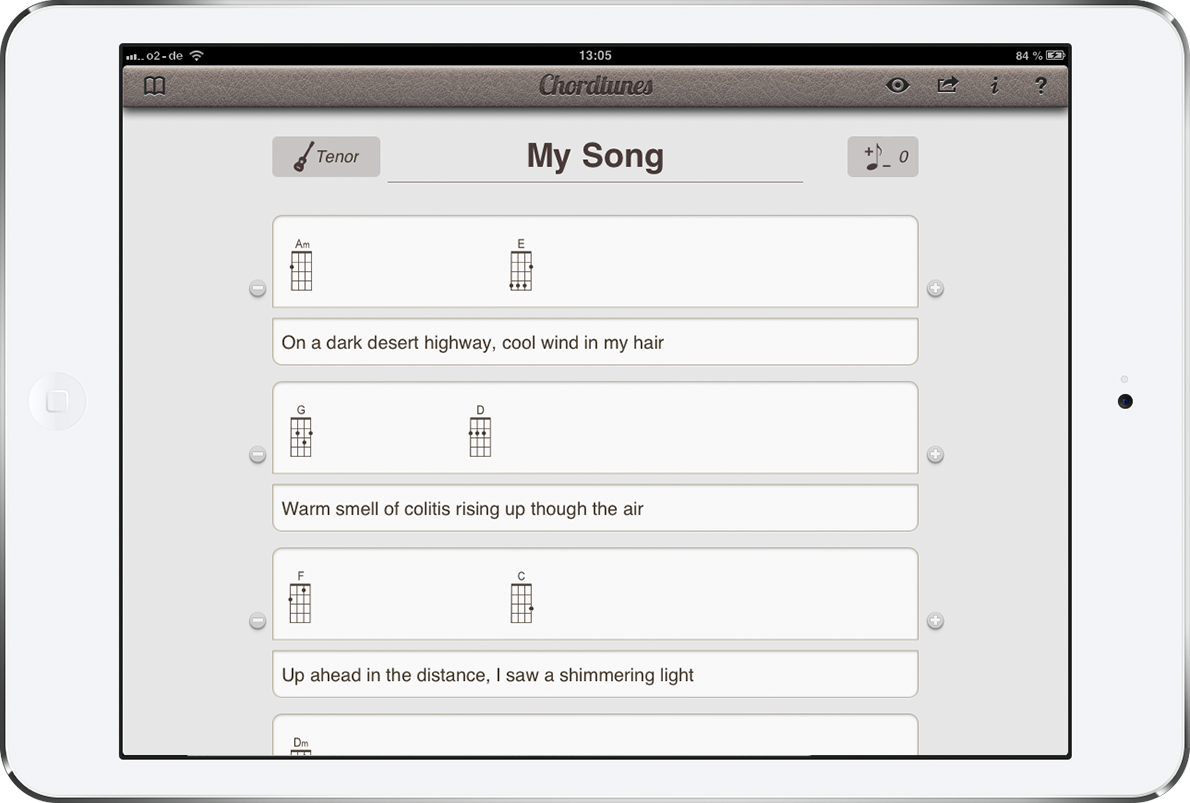 o2-de 13:05 84 %
Chordtunes i ?
Tenor My Song + - 0
Am E
On a dark desert highway, cool wind in my hair
G D
Warm smell of colitis rising up though the air
F C
Up ahead in the distance, I saw a shimmering light
Dm